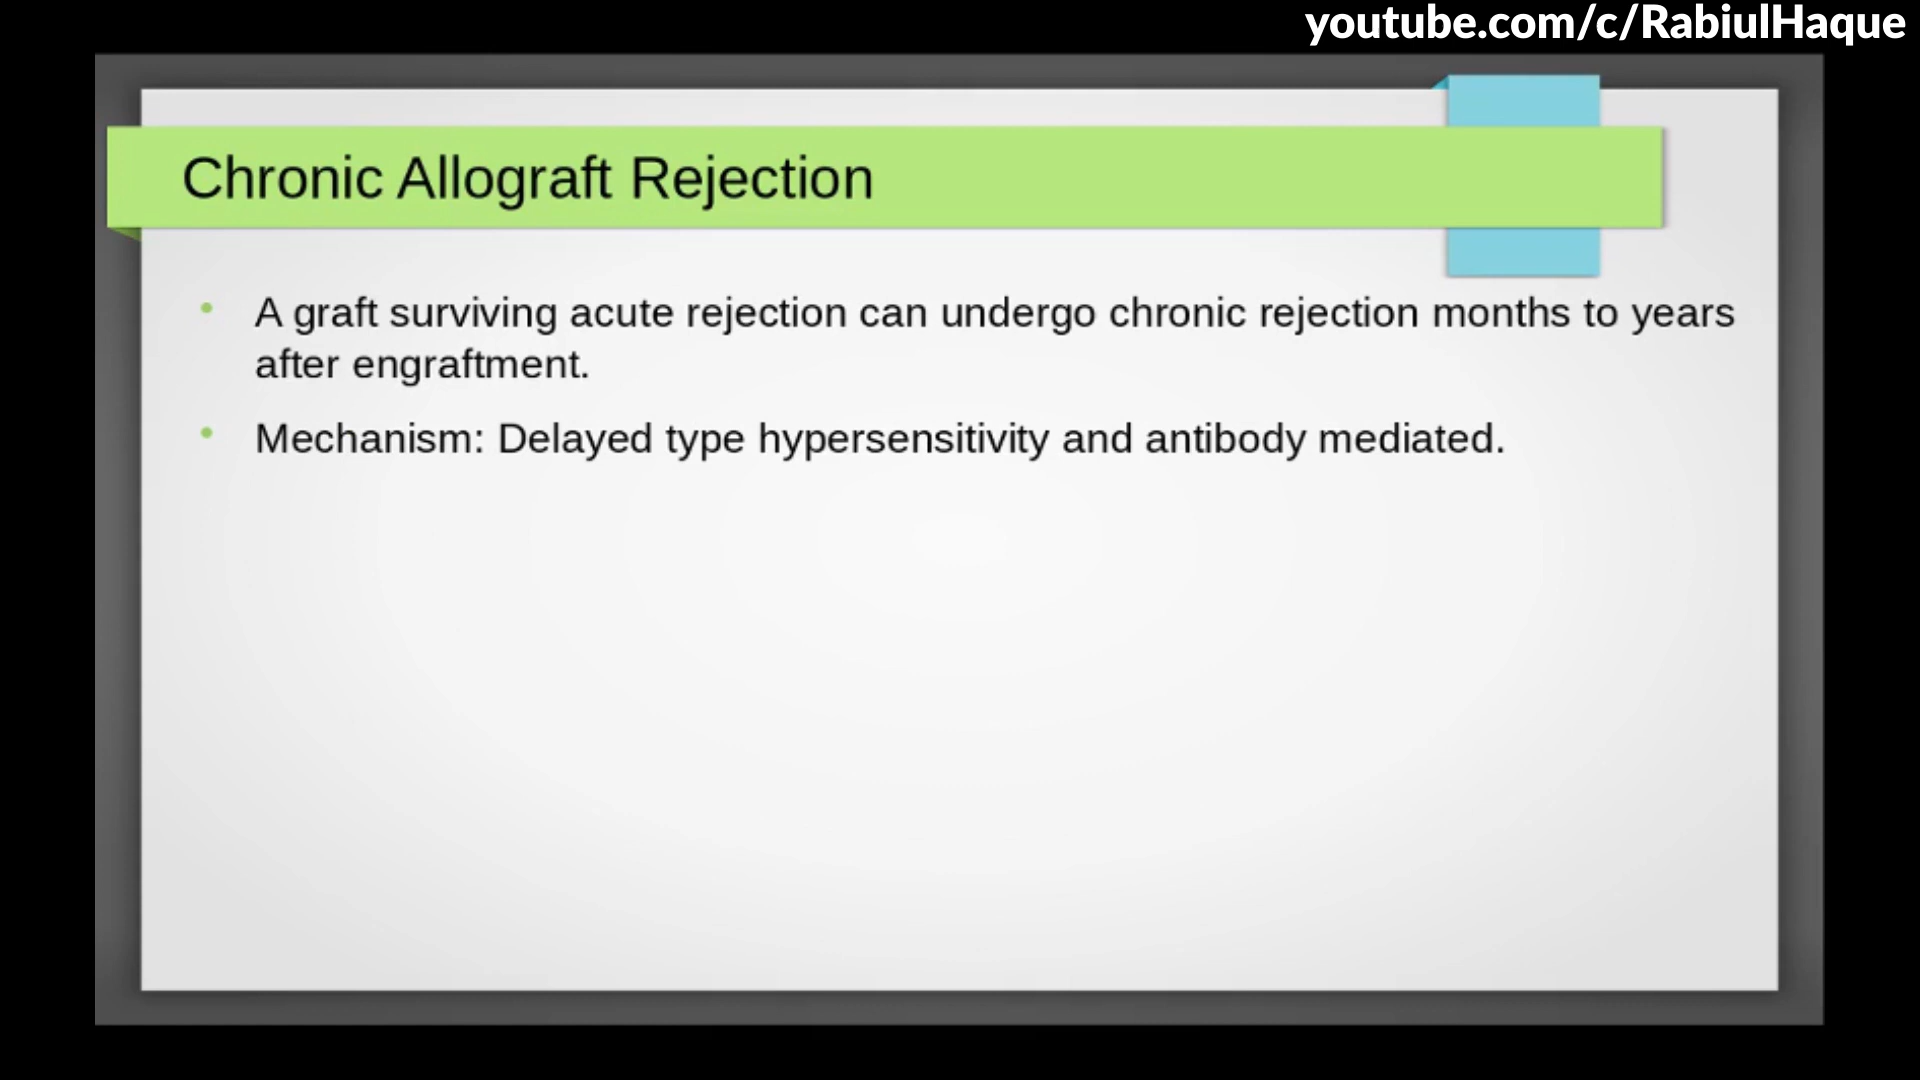 youtube.com/c/RabiulHaque
Chronic Allograft Rejection
• A graft surviving acute rejection can undergo chronic rejection months to years
after engraftment.
• Mechanism: Delayed type hypersensitivity and antibody mediated.